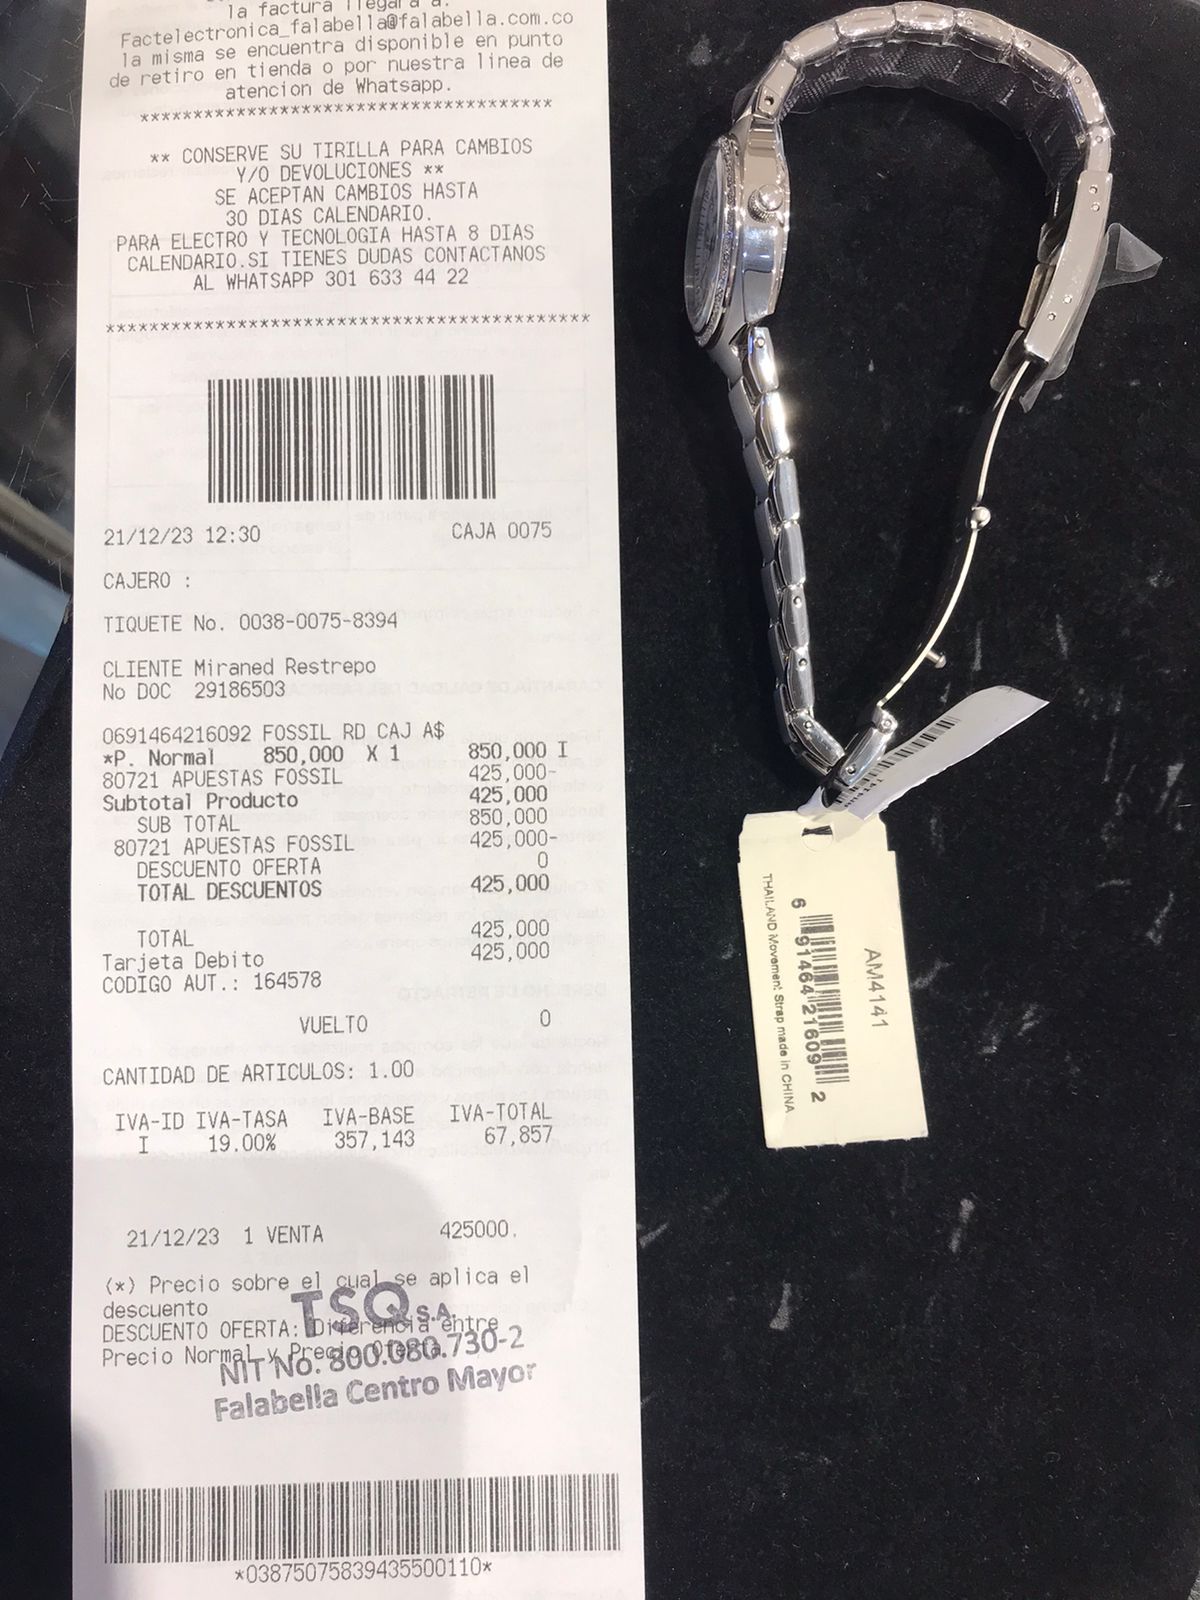 la factura llegara a:
Factelectronica_falabella@falabella.com.co
la misma se encuentra disponible en punto
de retiro en tienda o por nuestra linea de
atencion de Whatsapp.
***************************************
** CONSERVE SU TIRILLA PARA CAMBIOS
Y/O DEVOLUCIONES **
SE ACEPTAN CAMBIOS HASTA
30 DIAS CALENDARIO.
PARA ELECTRO Y TECNOLOGIA HASTA 8 DIAS
CALENDARIO.SI TIENES DUDAS CONTACTANOS
AL WHATSAPP 301 633 44 22
*********************************************
21/12/23 12:30 CAJA 0075
CAJERO :
TIQUETE No. 0038-0075-8394
CLIENTE Miraned Restrepo
No DOC 29186503
0691464216092 FOSSIL RD CAJ A$
*P. Normal 850,000 X 1 850,000 I
80721 APUESTAS FOSSIL 425,000-
Subtotal Producto 425,000
SUB TOTAL 850,000
80721 APUESTAS FOSSIL 425,000-
DESCUENTO OFERTA 0
TOTAL DESCUENTOS 425,000
TOTAL 425,000
Tarjeta Debito 425,000
CODIGO AUT.: 164578
VUELTO 0
CANTIDAD DE ARTICULOS: 1.00
IVA-ID IVA-TASA IVA-BASE IVA-TOTAL
I 19.00% 357,143 67,857
21/12/23 1 VENTA 425000.
(*) Precio sobre el cual se aplica el
descuento
DESCUENTO OFERTA: Diferencia entre
Precio Normal y Precio Oferta.
TSQ S.A.
NIT No. 800.080.730-2
Falabella Centro Mayor
*03875075839435500110*
AM4141
6 91464 21609 2
THAILAND Movement Strap made in CHINA